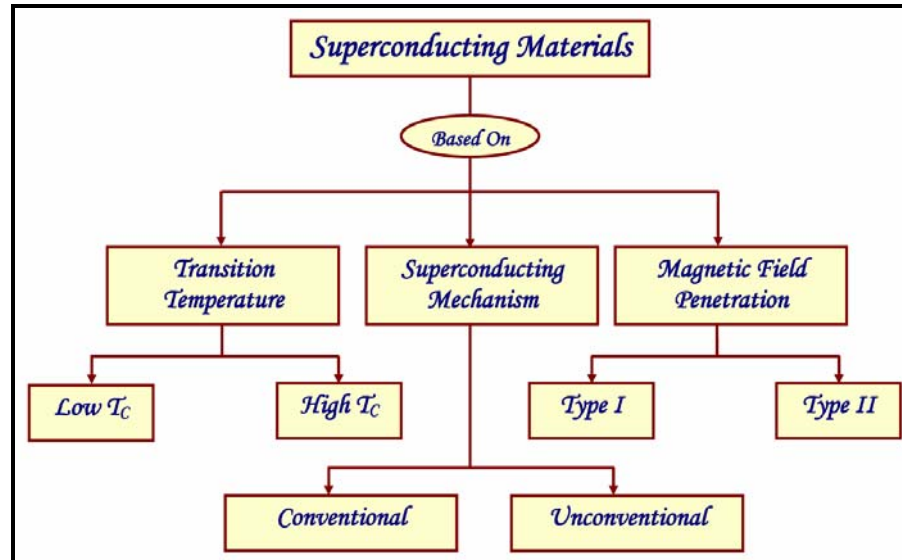 Superconducting Materials
Based On
Transition
Temperature
Superconducting
Mechanism
Magnetic Field
Penetration
Low TC
High TC
Type I
Type II
Conventional
Unconventional